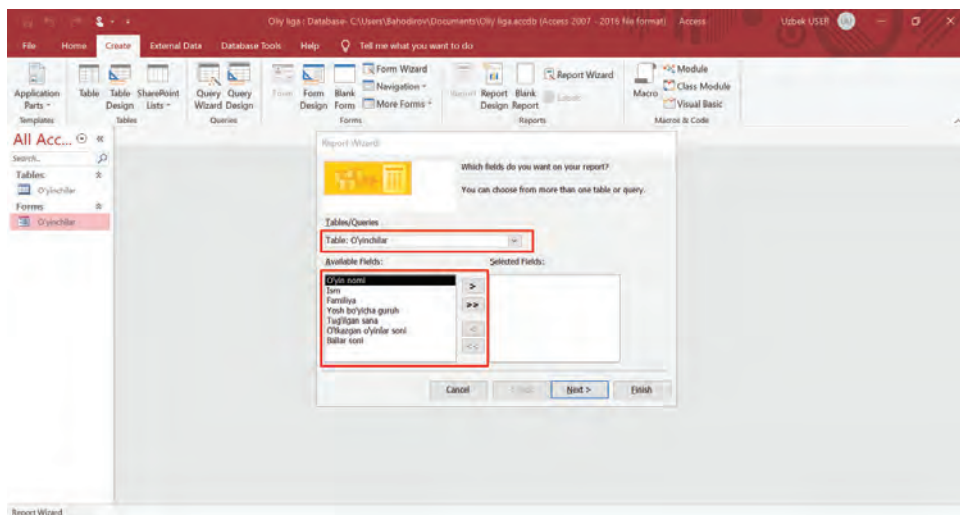 Oliy liga : Database- C:\Users\Bahodirov\Documents\Oliy liga.accdb (Access 2007 - 2016 file format) Access Uzbek USER
File Home Create External Data Database Tools Help Tell me what you want to do
Application Parts
Table
Table Design
SharePoint Lists
Query Wizard
Query Design
Form
Form Design
Blank Form
Form Wizard
Navigation
More Forms
Report
Report Design
Blank Report
Report Wizard
Labels
Macro
Module
Class Module
Visual Basic
Templates Tables Queries Forms Reports Macros & Code
All Acc...
Search..
Tables
O'yinchilar
Forms
O'yinchilar
Report Wizard
Which fields do you want on your report?
You can choose from more than one table or query.
Tables/Queries
Table: O'yinchilar
Available Fields: Selected Fields:
O'yin nomi
Ism
Familiya
Yosh bo'yicha guruh
Tug'ilgan sana
O'tkazgan o'yinlar soni
Ballar soni
>
>>
<
<<
Cancel < Back Next > Finish
Report Wizard